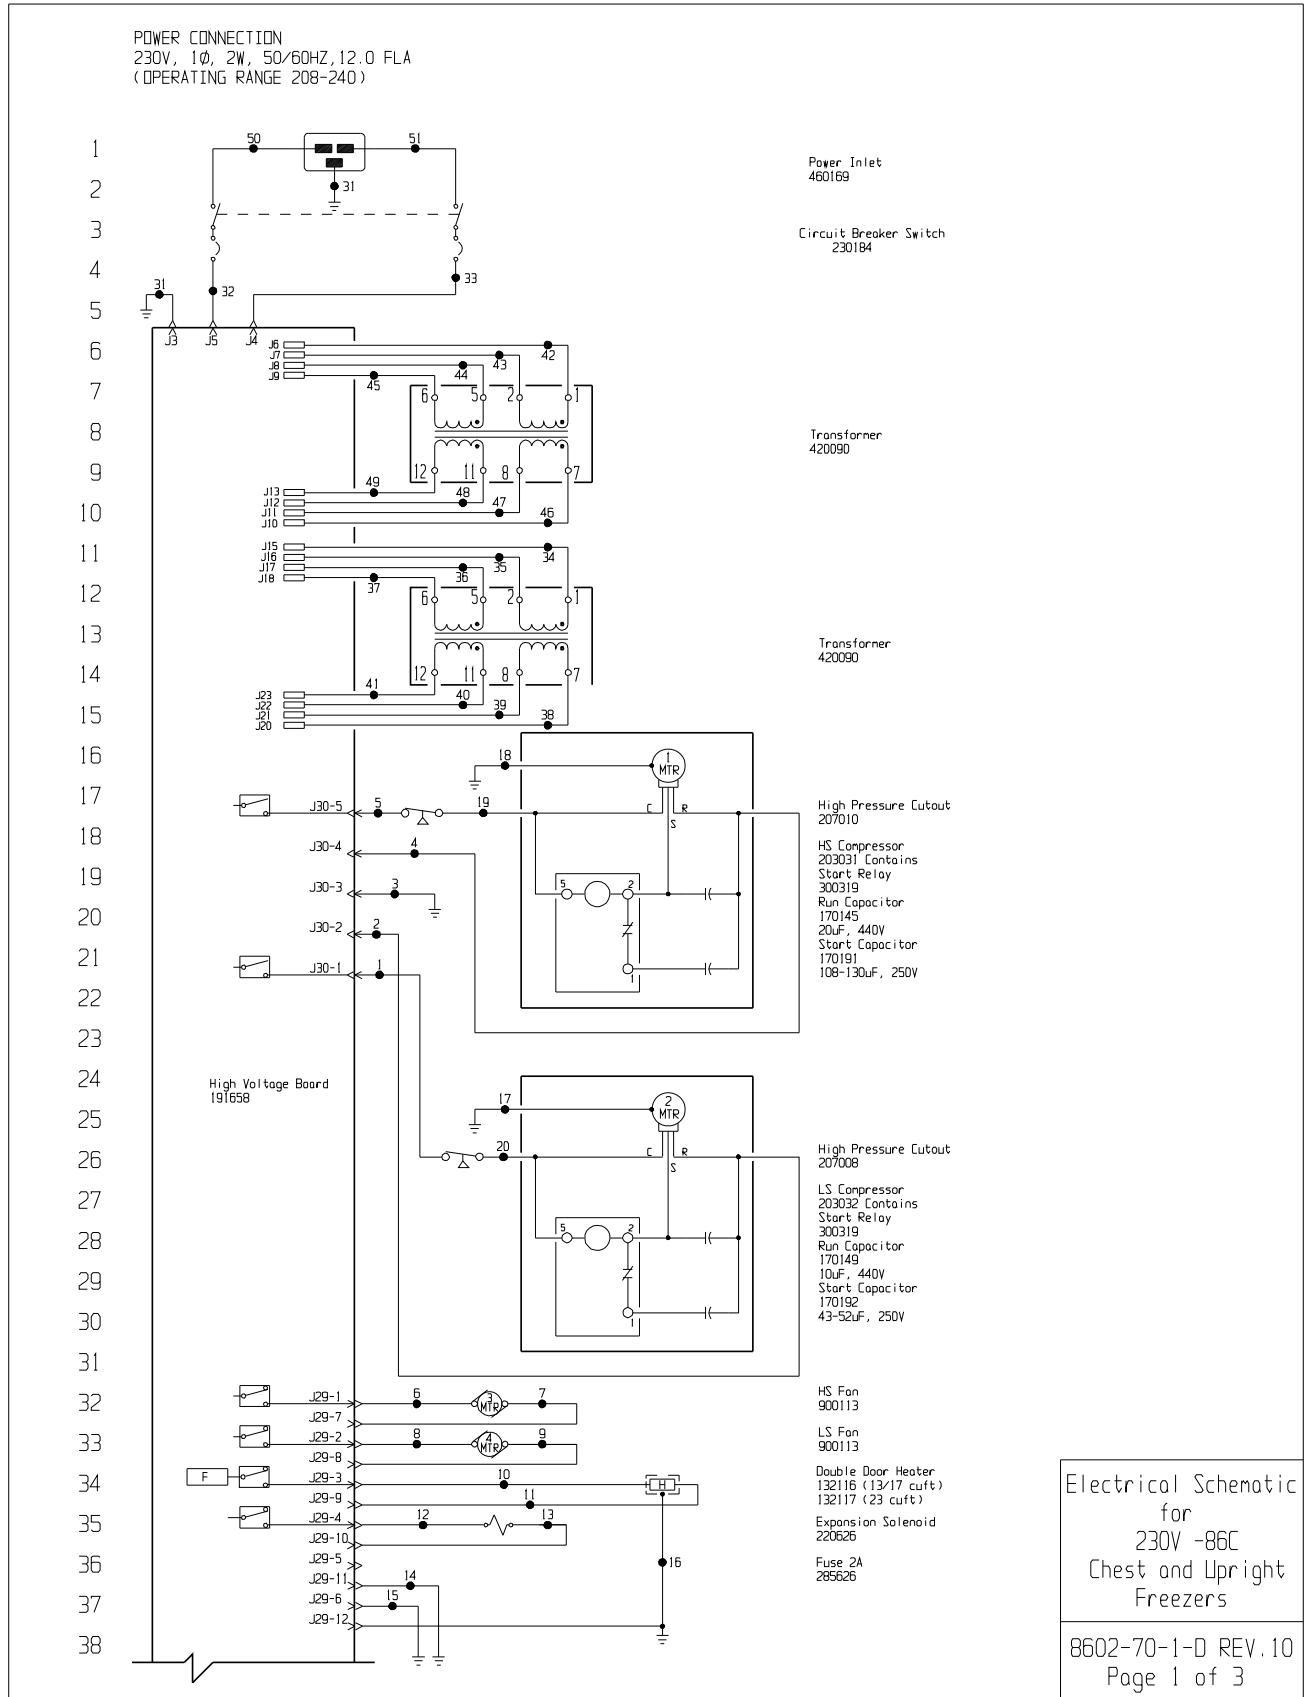 POWER CONNECTION
230V, 1Ø, 2W, 50/60HZ,12.0 FLA
(OPERATING RANGE 208-240)
1
50
51
Power Inlet
460169
2
31
3
Circuit Breaker Switch
230184
4
31
32
33
5
J3
J5
J4
6
J6
42
J7
43
J8
44
J9
45
7
6
5
2
1
8
Transformer
420090
9
12
11
8
7
J13
49
J12
48
J11
47
10
J10
46
11
J15
34
J16
35
J17
36
J18
37
12
6
5
2
1
13
Transformer
420090
14
12
11
8
7
J23
41
J22
40
15
J21
39
J20
38
16
18
1
MTR
17
J30-5
5
19
C
R
S
High Pressure Cutout
207010
18
J30-4
4
HS Compressor
203031 Contains
19
J30-3
3
5
2
Start Relay
300319
Run Capacitor
20
J30-2
2
170145
20uF, 440V
Start Capacitor
21
J30-1
1
1
170191
108-130uF, 250V
22
23
24
High Voltage Board
191658
25
17
2
MTR
26
20
C
R
S
High Pressure Cutout
207008
27
LS Compressor
203032 Contains
Start Relay
28
5
2
300319
Run Capacitor
170149
29
10uF, 440V
Start Capacitor
170192
30
1
43-52uF, 250V
31
32
J29-1
6
3
MTR
7
HS Fan
900113
J29-7
33
J29-2
8
4
MTR
9
LS Fan
900113
J29-8
34
F
J29-3
10
H
Double Door Heater
132116 (13/17 cuft)
132117 (23 cuft)
J29-9
11
35
J29-4
12
13
Expansion Solenoid
220626
J29-10
36
J29-5
16
Fuse 2A
285626
J29-11
14
37
J29-6
15
J29-12
38
Electrical Schematic
for
230V -86C
Chest and Upright
Freezers
8602-70-1-D REV.10
Page 1 of 3